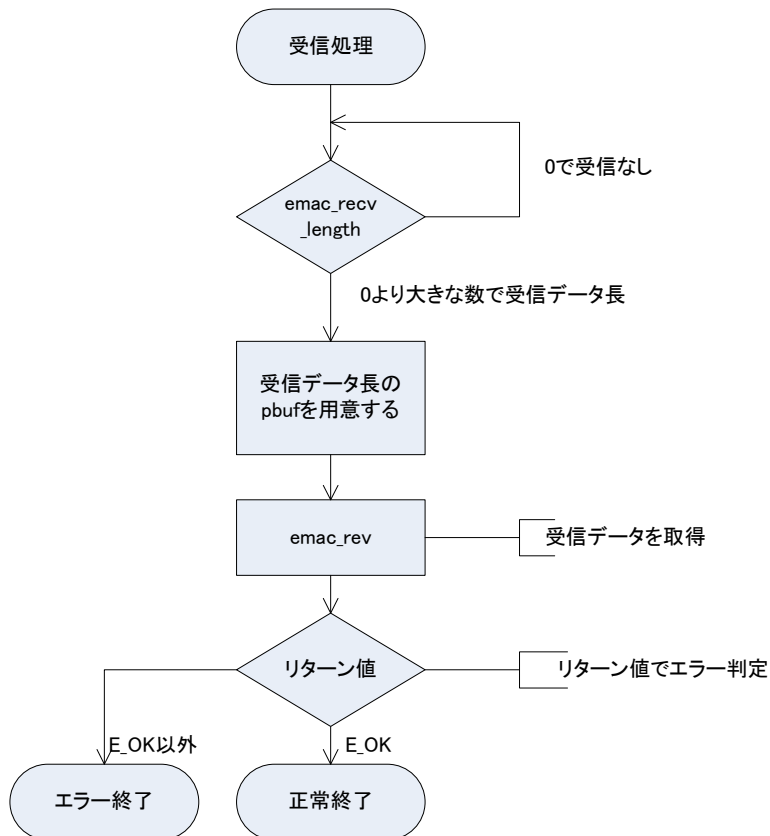 受信処理
0で受信なし
emac_recv
_length
0より大きな数で受信データ長
受信データ長の
pbufを用意する
emac_rev
受信データを取得
リターン値
リターン値でエラー判定
E_OK以外
E_OK
エラー終了
正常終了